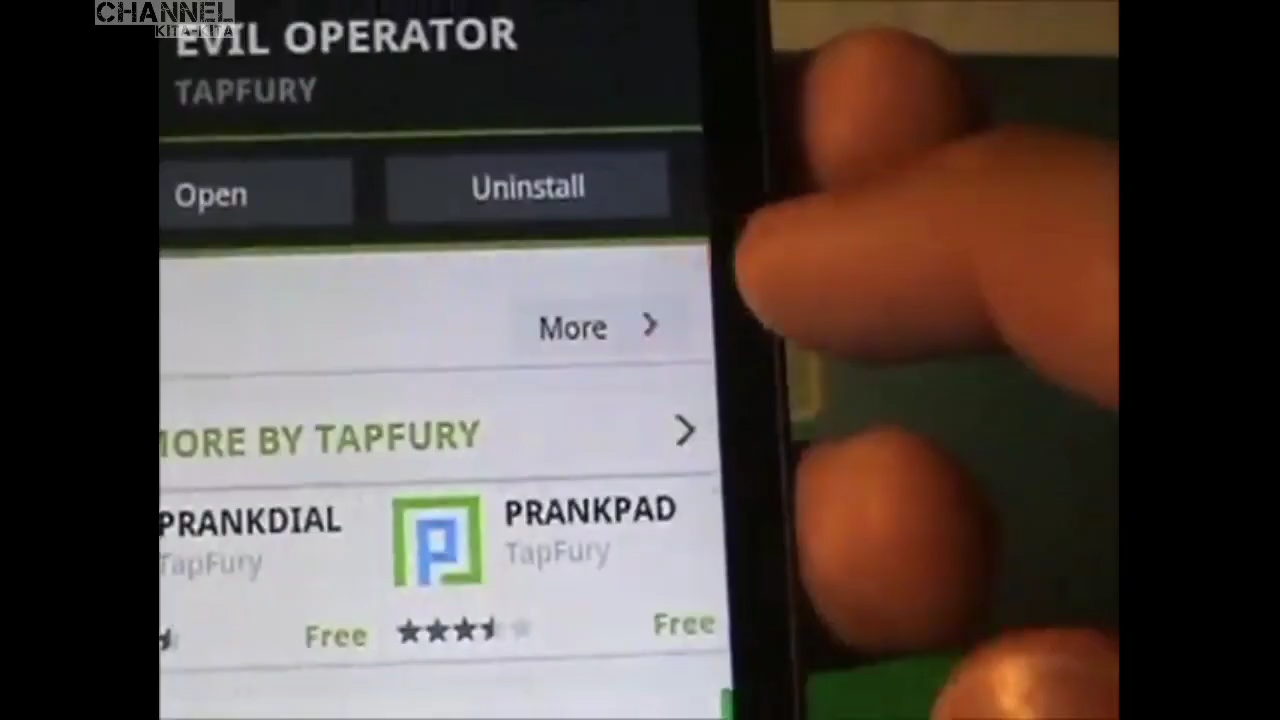 CHANNEL
KITA-KITA
EVIL OPERATOR
TAPFURY
Open
Uninstall
More
MORE BY TAPFURY
PRANKDIAL
PRANKPAD
TapFury
TapFury
Free
Free